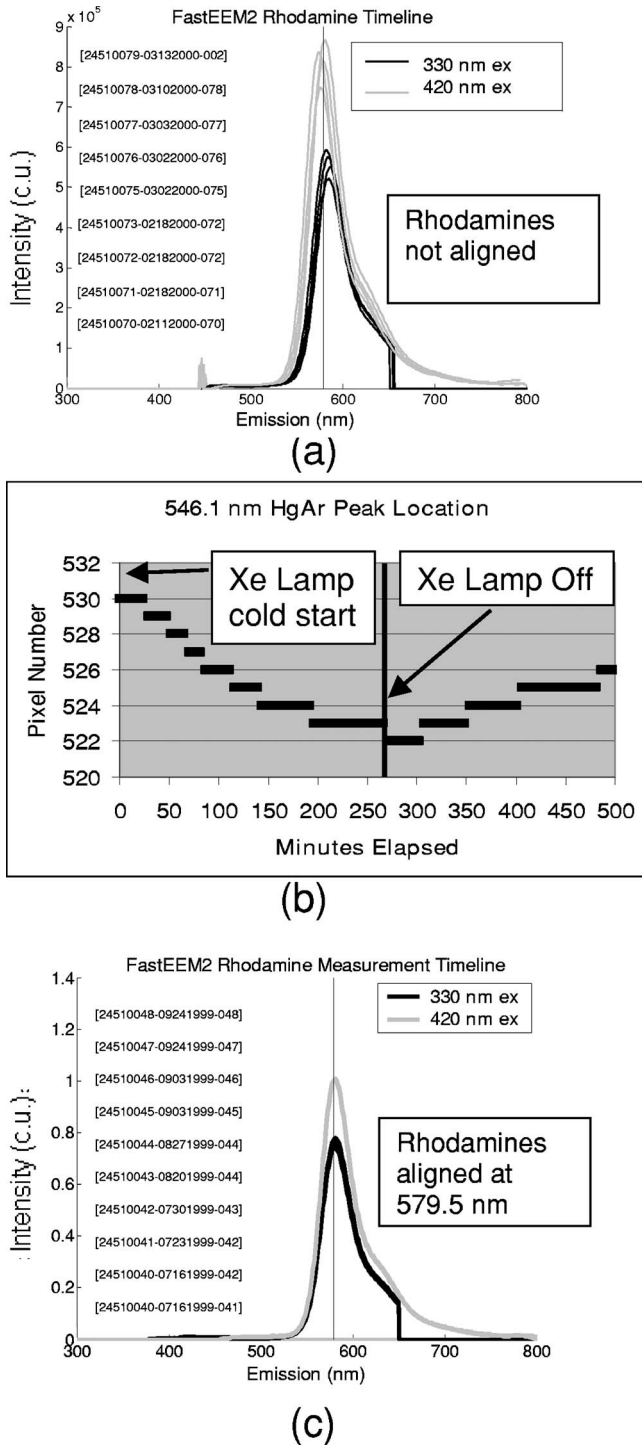 FastEEM2 Rhodamine Timeline
x 10^5
9
8
7
6
5
4
3
2
1
0
Intensity (c.u.)
[24510079-03132000-002]
[24510078-03102000-078]
[24510077-03032000-077]
[24510076-03022000-076]
[24510075-03022000-075]
[24510073-02182000-072]
[24510072-02182000-072]
[24510071-02182000-071]
[24510070-02112000-070]
330 nm ex
420 nm ex
Rhodamines
not aligned
300 400 500 600 700 800
Emission (nm)
(a)
546.1 nm HgAr Peak Location
532
530
528
526
524
522
520
Pixel Number
Xe Lamp
cold start
Xe Lamp Off
0 50 100 150 200 250 300 350 400 450 500
Minutes Elapsed
(b)
FastEEM2 Rhodamine Measurement Timeline
1.4
1.2
1
0.8
0.6
0.4
0.2
0
: Intensity (c.u.):
[24510048-09241999-048]
[24510047-09241999-047]
[24510046-09031999-046]
[24510045-09031999-045]
[24510044-08271999-044]
[24510043-08201999-044]
[24510042-07301999-043]
[24510041-07231999-042]
[24510040-07161999-042]
[24510040-07161999-041]
330 nm ex
420 nm ex
Rhodamines
aligned at
579.5 nm
300 400 500 600 700 800
Emission (nm)
(c)